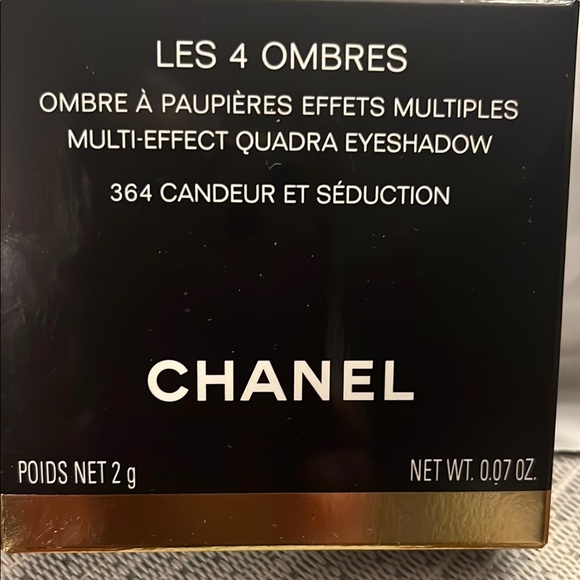 LES 4 OMBRES
OMBRE À PAUPIÈRES EFFETS MULTIPLES
MULTI-EFFECT QUADRA EYESHADOW
364 CANDEUR ET SÉDUCTION
CHANEL
POIDS NET 2 g NET WT. 0.07 OZ.